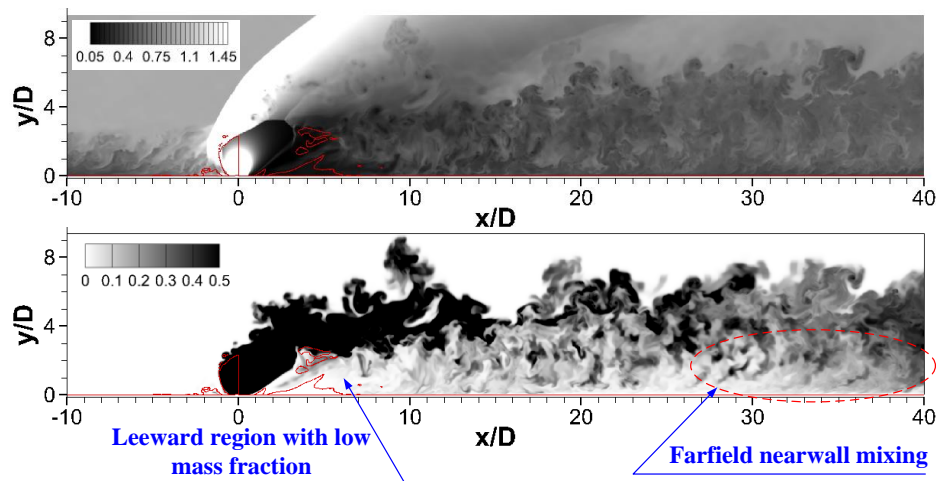 8
4
0
y/D
0.05 0.4 0.75 1.1 1.45
-10 0 10 20 30 40
x/D
8
4
0
y/D
0 0.1 0.2 0.3 0.4 0.5
-10 0 10 20 30 40
x/D
Leeward region with low
mass fraction
Farfield nearwall mixing